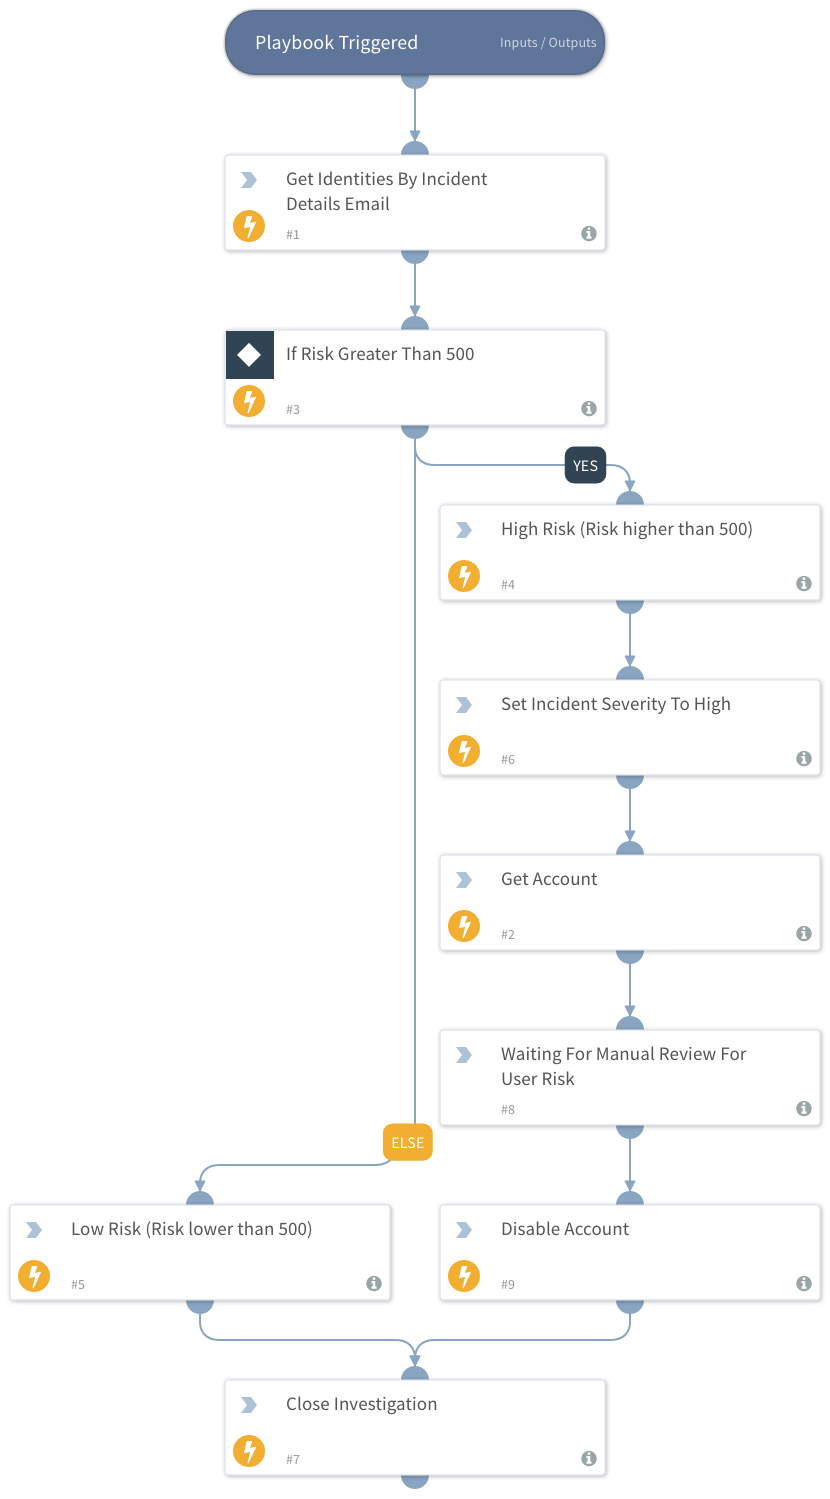 Playbook Triggered
Inputs / Outputs
Get Identities By Incident
Details Email
#1
If Risk Greater Than 500
#3
YES
High Risk (Risk higher than 500)
#4
Set Incident Severity To High
#6
Get Account
#2
Waiting For Manual Review For
User Risk
#8
ELSE
Low Risk (Risk lower than 500)
#5
Disable Account
#9
Close Investigation
#7